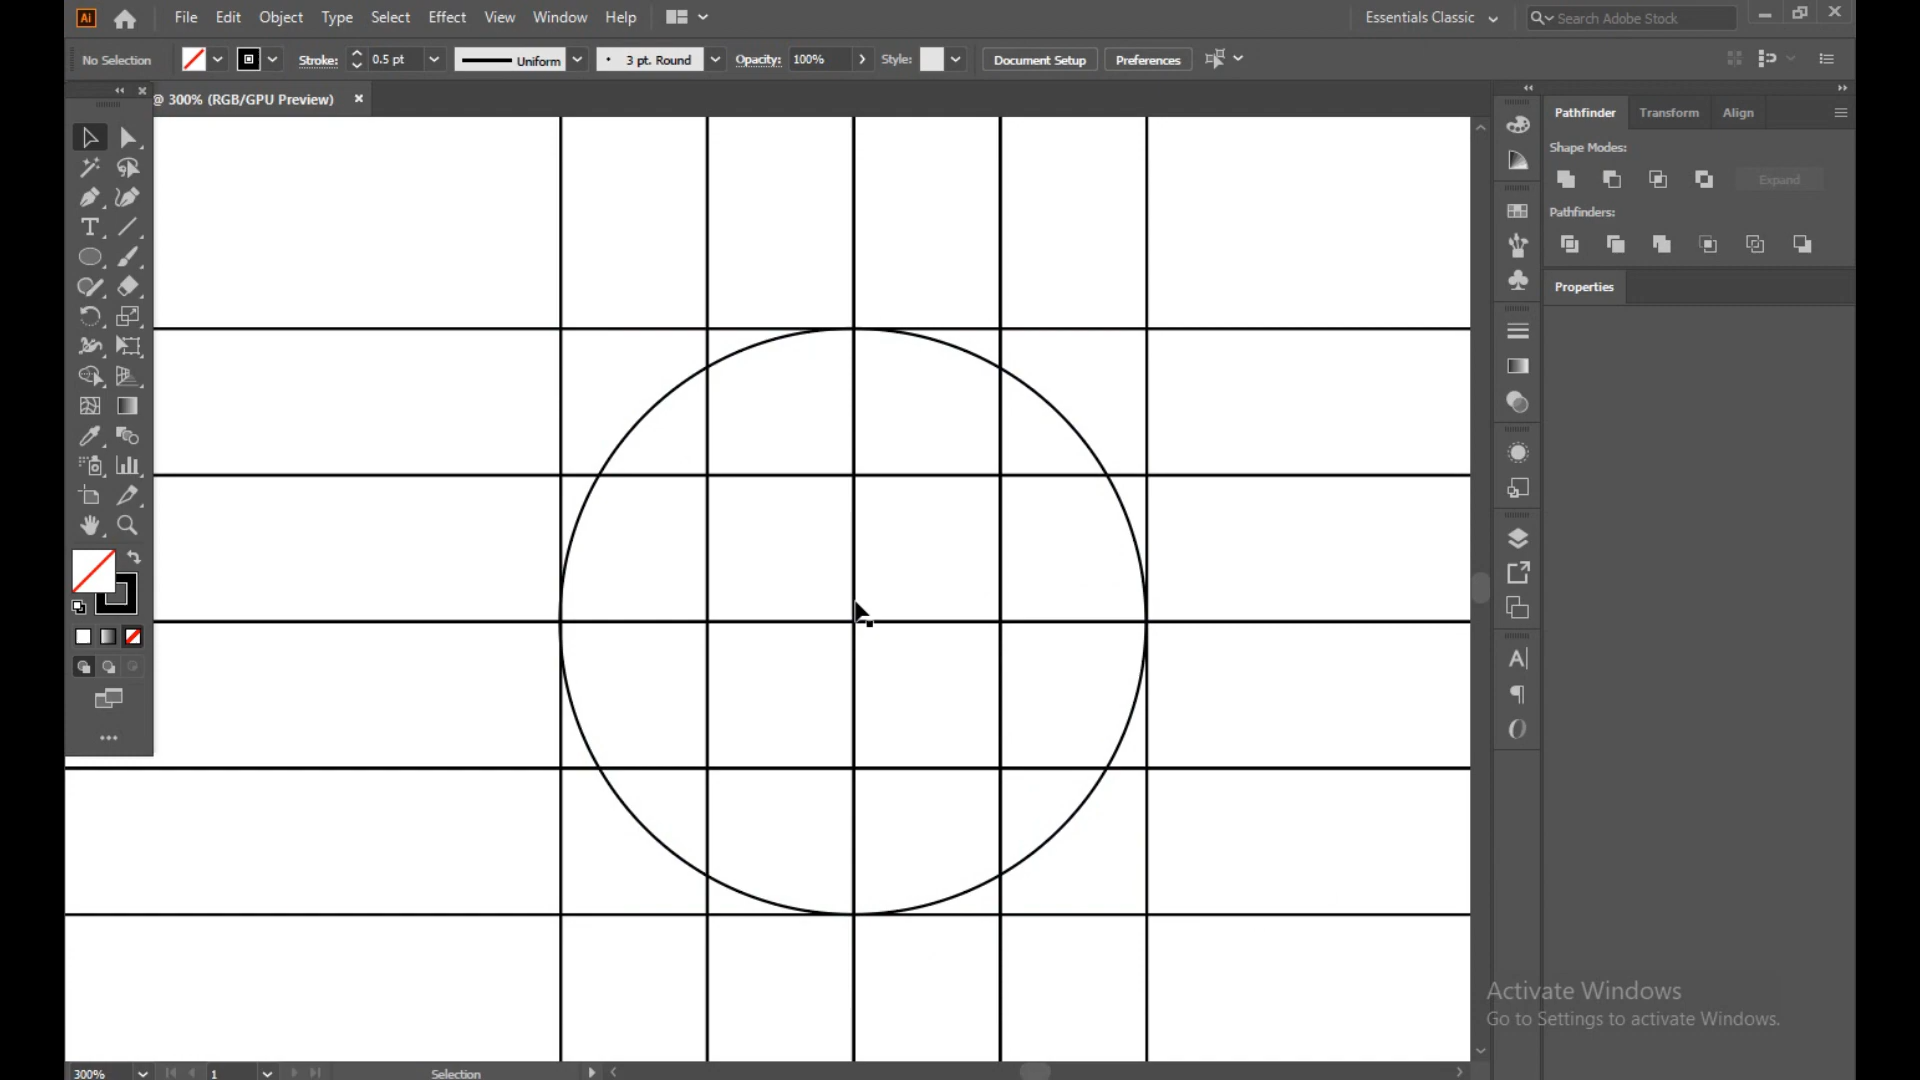 Ai File Edit Object Type Select Effect View Window Help Essentials Classic Search Adobe Stock
No Selection Stroke: 0.5 pt Uniform 3 pt. Round Opacity: 100% Style: Document Setup Preferences
@ 300% (RGB/GPU Preview)
Pathfinder Transform Align
Shape Modes:
Expand
Pathfinders:
Properties
Activate Windows
Go to Settings to activate Windows.
300% 1 Selection